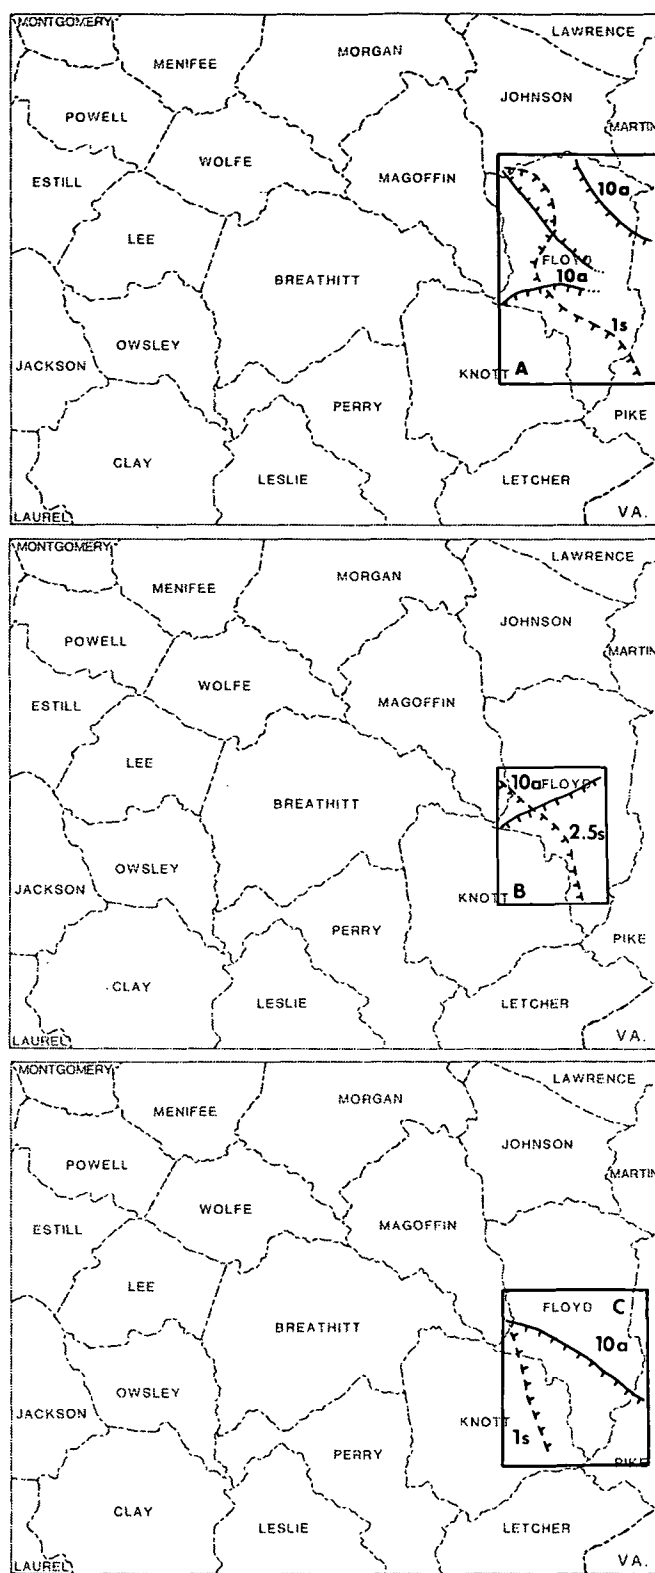 MONTGOMERY
LAWRENCE
MENIFEE
MORGAN
JOHNSON
POWELL
MARTIN
WOLFE
MAGOFFIN
ESTILL
10a
LEE
FLOYD
BREATHITT
10a
1s
OWSLEY
JACKSON
KNOTT
A
PERRY
PIKE
CLAY
LESLIE
LETCHER
LAUREL
VA.
MONTGOMERY
LAWRENCE
MENIFEE
MORGAN
JOHNSON
POWELL
MARTIN
WOLFE
ESTILL
MAGOFFIN
LEE
10a
FLOYD
BREATHITT
2.5s
OWSLEY
JACKSON
KNOTT
B
PERRY
PIKE
CLAY
LESLIE
LETCHER
LAUREL
VA.
MONTGOMERY
LAWRENCE
MENIFEE
MORGAN
JOHNSON
POWELL
MARTIN
WOLFE
ESTILL
MAGOFFIN
LEE
FLOYD
C
BREATHITT
10a
OWSLEY
JACKSON
KNOTT
1s
PERRY
PIKE
CLAY
LESLIE
LETCHER
LAUREL
VA.